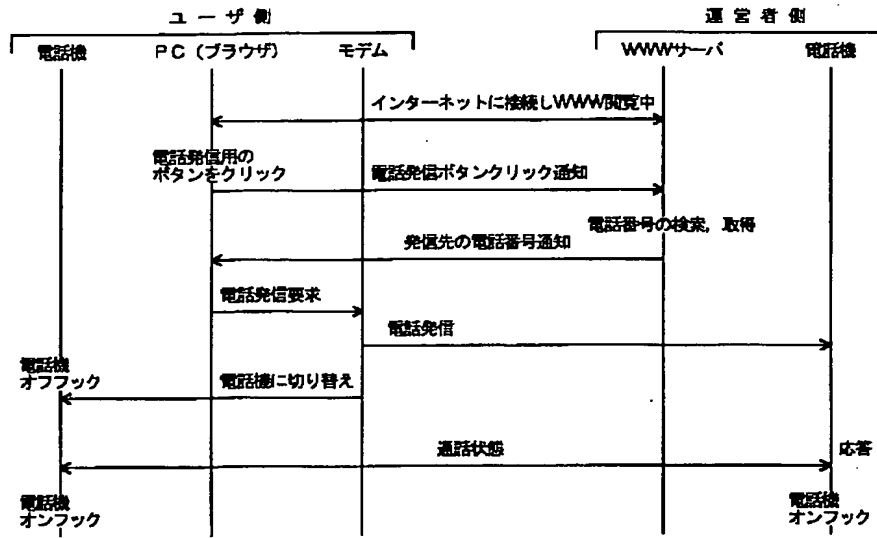 ユーザ側
運営者側
電話機
PC（ブラウザ）
モデム
WWWサーバ
電話機
インターネットに接続しWWW閲覧中
電話発信用の
ボタンをクリック
電話発信ボタンクリック通知
電話番号の検索，取得
発信先の電話番号通知
電話発信要求
電話発信
電話機
オフフック
電話機に切り替え
通話状態
応答
電話機
オンフック
電話機
オンフック